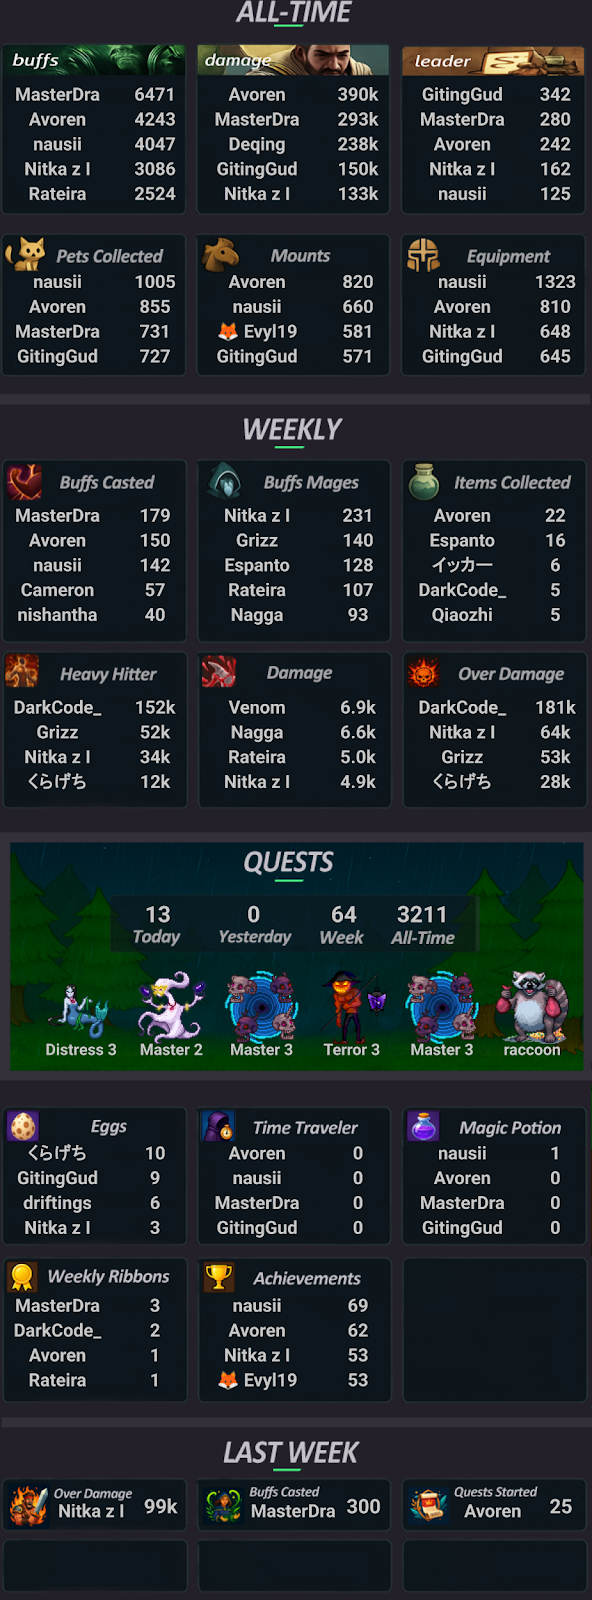 ALL-TIME
buffs damage leader
MasterDra 6471 Avoren 390k GitingGud 342
Avoren 4243 MasterDra 293k MasterDra 280
nausii 4047 Deqing 238k Avoren 242
Nitka z l 3086 GitingGud 150k Nitka z l 162
Rateira 2524 Nitka z l 133k nausii 125
Pets Collected Mounts Equipment
nausii 1005 Avoren 820 nausii 1323
Avoren 855 nausii 660 Avoren 810
MasterDra 731 🦊 Evyl19 581 Nitka z l 648
GitingGud 727 GitingGud 571 GitingGud 645
WEEKLY
Buffs Casted Buffs Mages Items Collected
MasterDra 179 Nitka z l 231 Avoren 22
Avoren 150 Grizz 140 Espanto 16
nausii 142 Espanto 128 イッカー 6
Cameron 57 Rateira 107 DarkCode_ 5
nishantha 40 Nagga 93 Qiaozhi 5
Heavy Hitter Damage Over Damage
DarkCode_ 152k Venom 6.9k DarkCode_ 181k
Grizz 52k Nagga 6.6k Nitka z l 64k
Nitka z l 34k Rateira 5.0k Grizz 53k
くらげち 12k Nitka z l 4.9k くらげち 28k
QUESTS
13 0 64 3211
Today Yesterday Week All-Time
Distress 3 Master 2 Master 3 Terror 3 Master 3 raccoon
Eggs Time Traveler Magic Potion
くらげち 10 Avoren 0 nausii 1
GitingGud 9 nausii 0 Avoren 0
driftings 6 MasterDra 0 MasterDra 0
Nitka z l 3 GitingGud 0 GitingGud 0
Weekly Ribbons Achievements
MasterDra 3 nausii 69
DarkCode_ 2 Avoren 62
Avoren 1 Nitka z l 53
Rateira 1 🦊 Evyl19 53
LAST WEEK
Over Damage Buffs Casted Quests Started
Nitka z l 99k MasterDra 300 Avoren 25